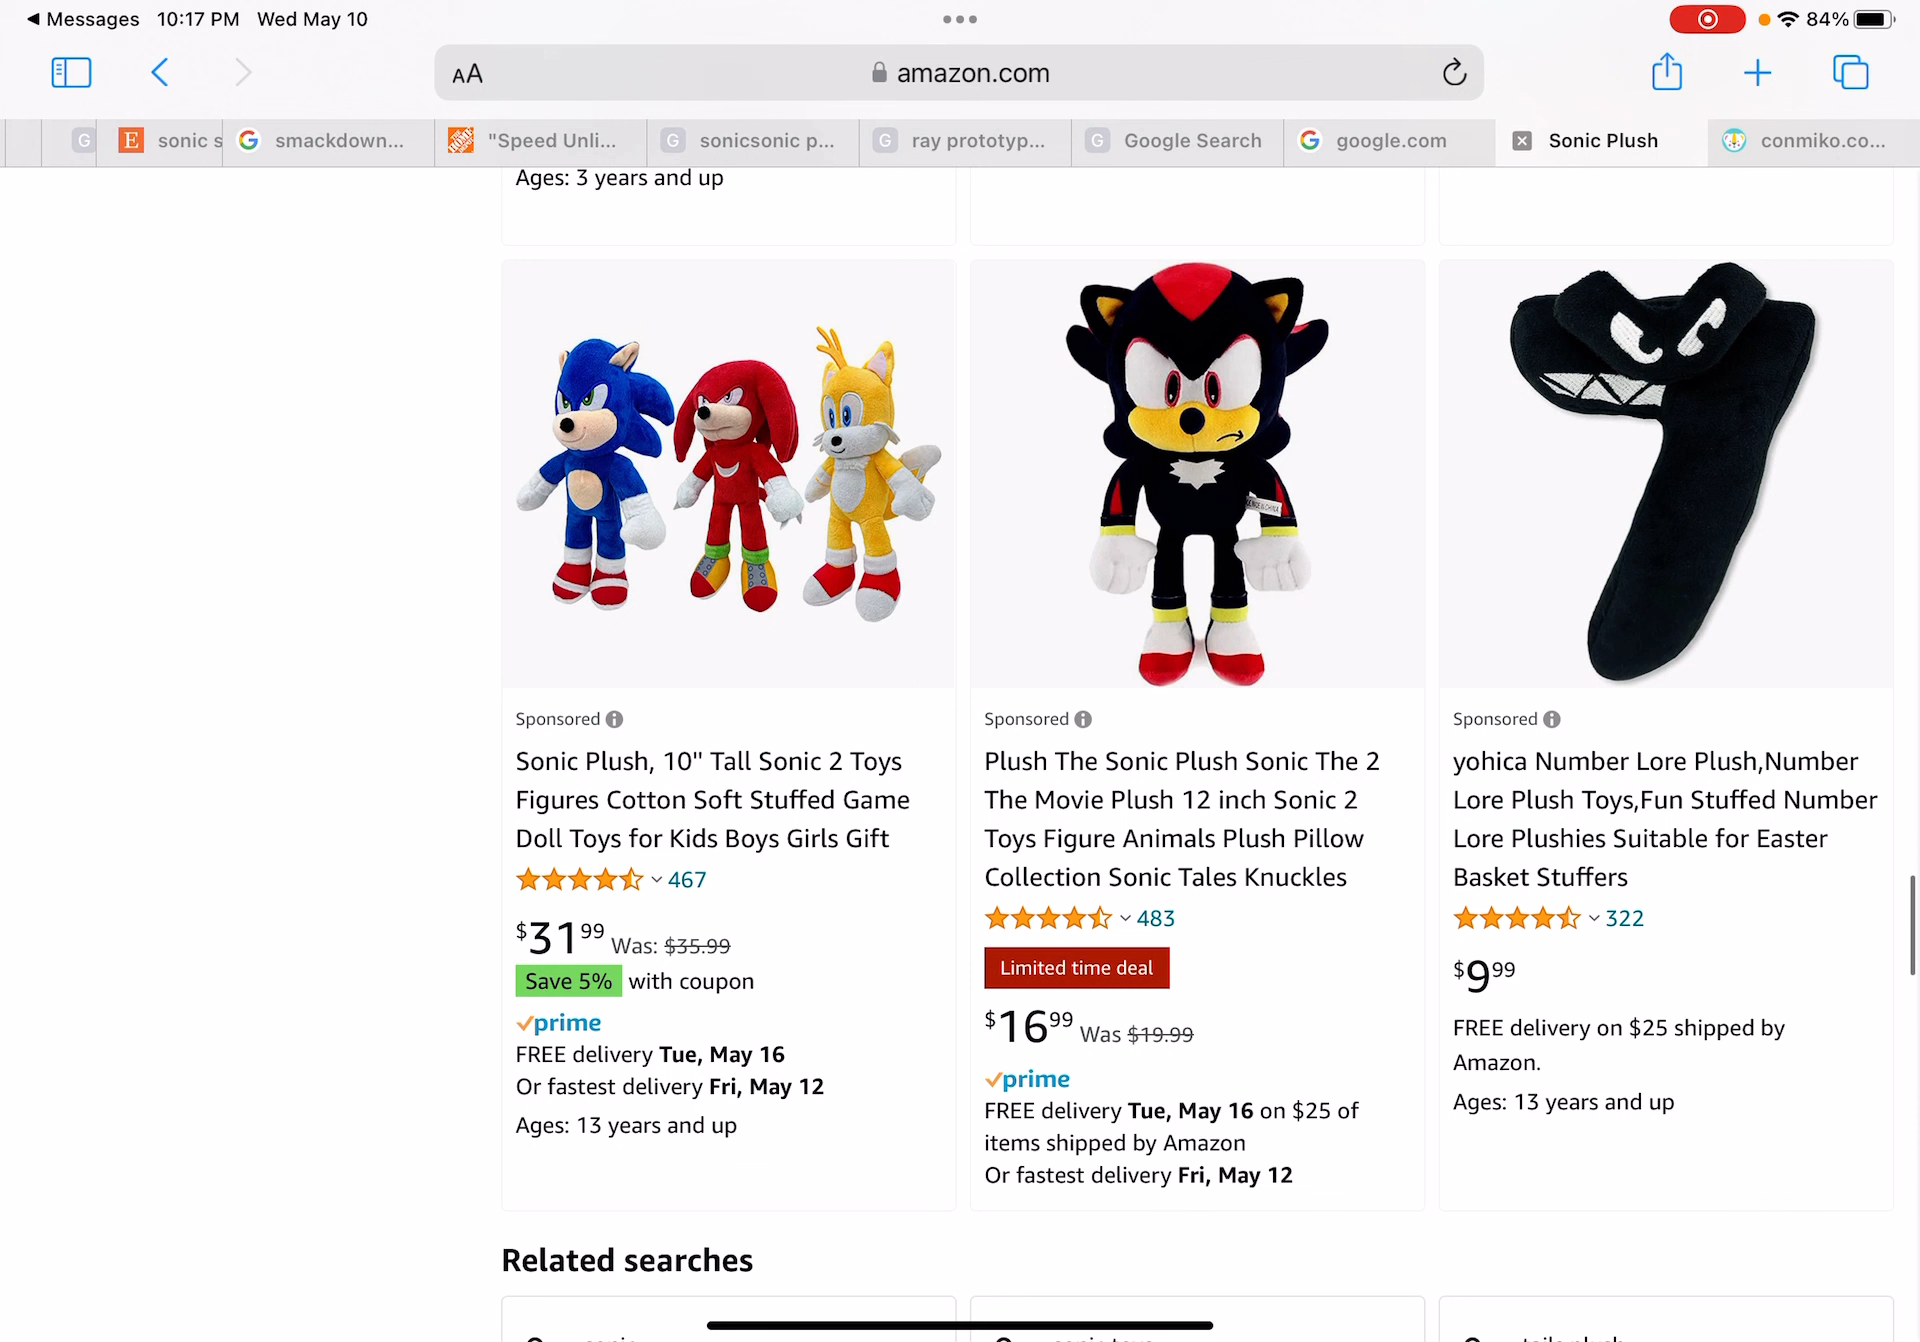 Messages 10:17 PM Wed May 10
84%
AA
amazon.com
G
E sonic s
smackdown...
"Speed Unli...
G sonicsonic p...
G ray prototyp...
G Google Search
google.com
Sonic Plush
conmiko.co...
Ages: 3 years and up
MADE IN CHINA
Sponsored
Sonic Plush, 10" Tall Sonic 2 Toys
Figures Cotton Soft Stuffed Game
Doll Toys for Kids Boys Girls Gift
467
$31.99 Was: $35.99
Save 5% with coupon
prime
FREE delivery Tue, May 16
Or fastest delivery Fri, May 12
Ages: 13 years and up
Sponsored
Plush The Sonic Plush Sonic The 2
The Movie Plush 12 inch Sonic 2
Toys Figure Animals Plush Pillow
Collection Sonic Tales Knuckles
483
Limited time deal
$16.99 Was $19.99
prime
FREE delivery Tue, May 16 on $25 of
items shipped by Amazon
Or fastest delivery Fri, May 12
Sponsored
yohica Number Lore Plush,Number
Lore Plush Toys,Fun Stuffed Number
Lore Plushies Suitable for Easter
Basket Stuffers
322
$9.99
FREE delivery on $25 shipped by
Amazon.
Ages: 13 years and up
Related searches